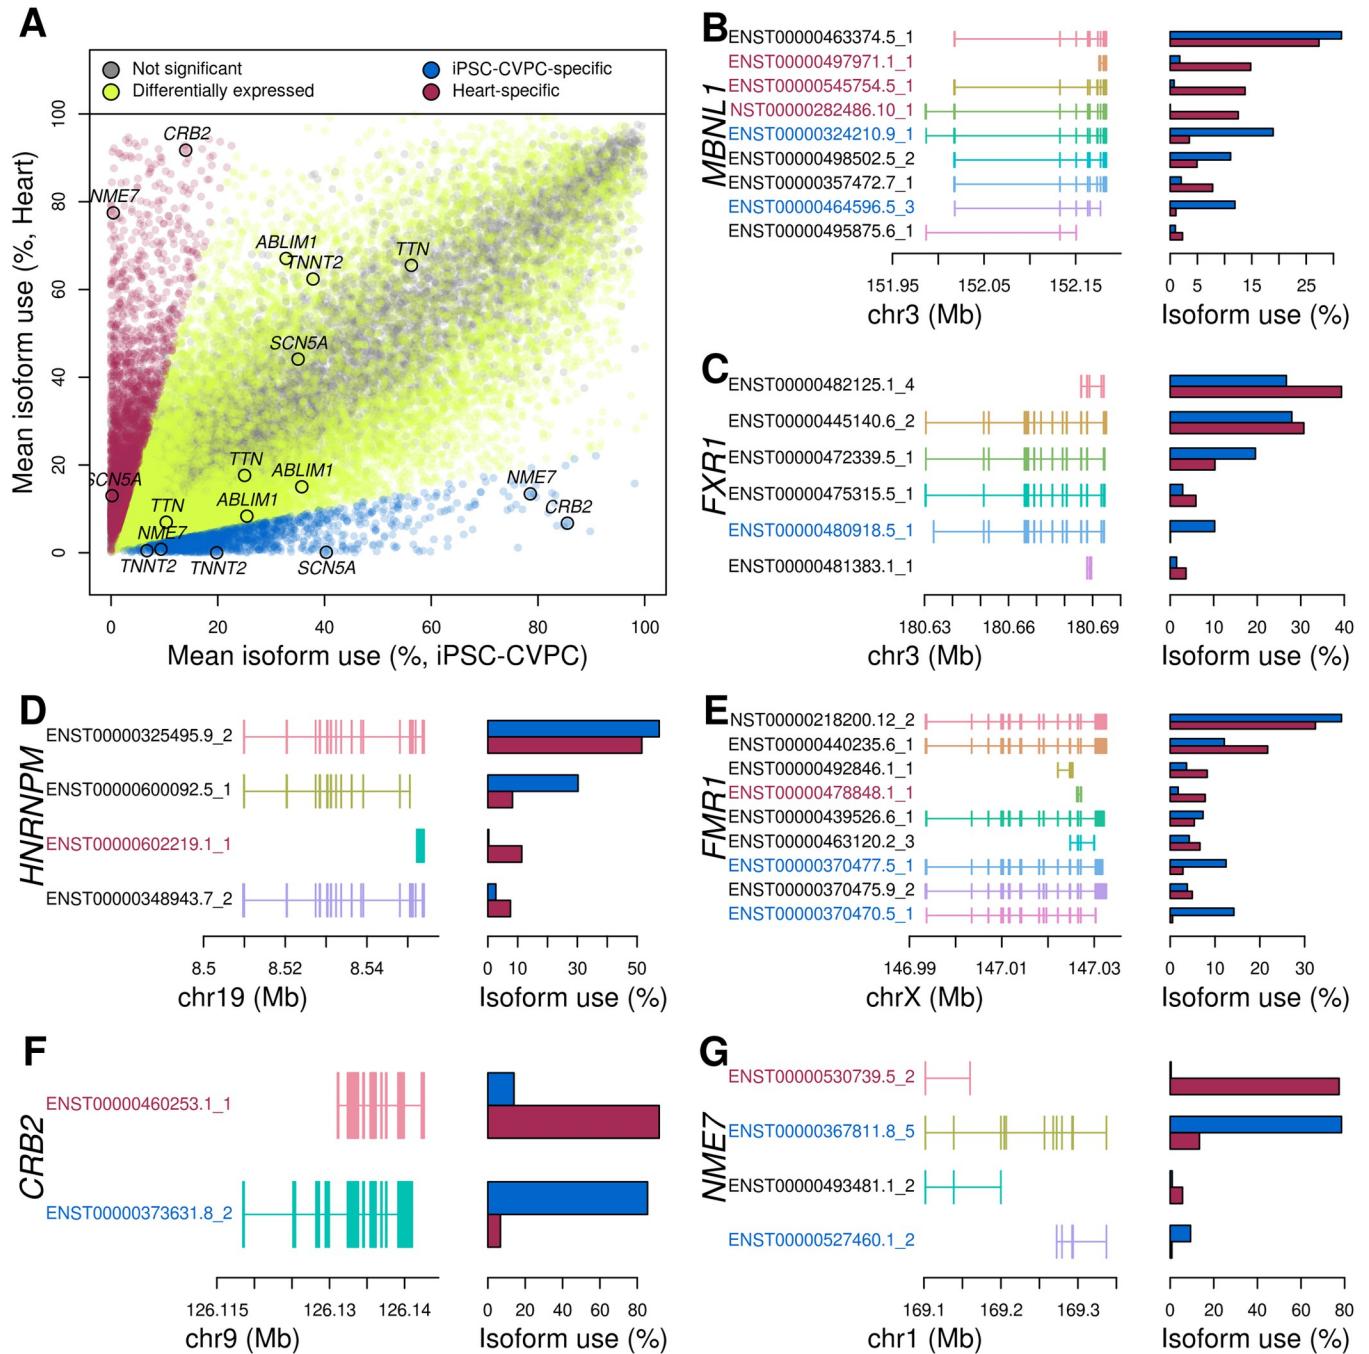 A
Not significant
Differentially expressed
iPSC-CVPC-specific
Heart-specific
Mean isoform use (%, Heart)
0
20
40
60
80
100
CRB2
NME7
ABLIM1
TNNT2
TTN
SCN5A
TTN
ABLIM1
SCN5A
TTN
ABLIM1
NME7
CRB2
NME7
TNNT2
TNNT2
SCN5A
0 20 40 60 80 100
Mean isoform use (%, iPSC-CVPC)
B
MBNL1
ENST00000463374.5_1
ENST00000497971.1_1
ENST00000545754.5_1
NST00000282486.10_1
ENST00000324210.9_1
ENST00000498502.5_2
ENST00000357472.7_1
ENST00000464596.5_3
ENST00000495875.6_1
151.95 152.05 152.15
chr3 (Mb)
0 5 15 25
Isoform use (%)
C
FXR1
ENST00000482125.1_4
ENST00000445140.6_2
ENST00000472339.5_1
ENST00000475315.5_1
ENST00000480918.5_1
ENST00000481383.1_1
180.63 180.66 180.69
chr3 (Mb)
0 10 20 30 40
Isoform use (%)
D
HNRNPM
ENST00000325495.9_2
ENST00000600092.5_1
ENST00000602219.1_1
ENST00000348943.7_2
8.5 8.52 8.54
chr19 (Mb)
0 10 30 50
Isoform use (%)
E
FMR1
NST00000218200.12_2
ENST00000440235.6_1
ENST00000492846.1_1
ENST00000478848.1_1
ENST00000439526.6_1
ENST00000463120.2_3
ENST00000370477.5_1
ENST00000370475.9_2
ENST00000370470.5_1
146.99 147.01 147.03
chrX (Mb)
0 10 20 30
Isoform use (%)
F
CRB2
ENST00000460253.1_1
ENST00000373631.8_2
126.115 126.13 126.14
chr9 (Mb)
0 20 40 60 80
Isoform use (%)
G
NME7
ENST00000530739.5_2
ENST00000367811.8_5
ENST00000493481.1_2
ENST00000527460.1_2
169.1 169.2 169.3
chr1 (Mb)
0 20 40 60 80
Isoform use (%)